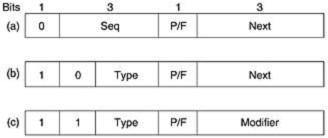 Bits 1 3 1 3
(a) 0 Seq P/F Next
(b) 1 0 Type P/F Next
(c) 1 1 Type P/F Modifier